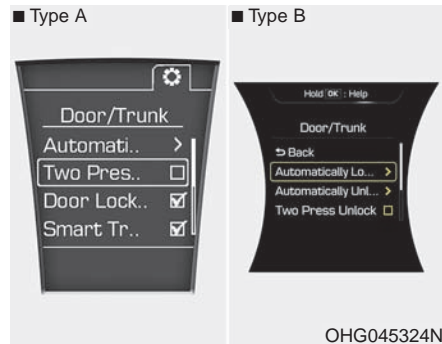 ■ Type A
Door/Trunk
Automati.. >
Two Pres..
Door Lock..
Smart Tr..
■ Type B
Hold OK : Help
Door/Trunk
Back
Automatically Lo... >
Automatically Unl... >
Two Press Unlock
OHG045324N